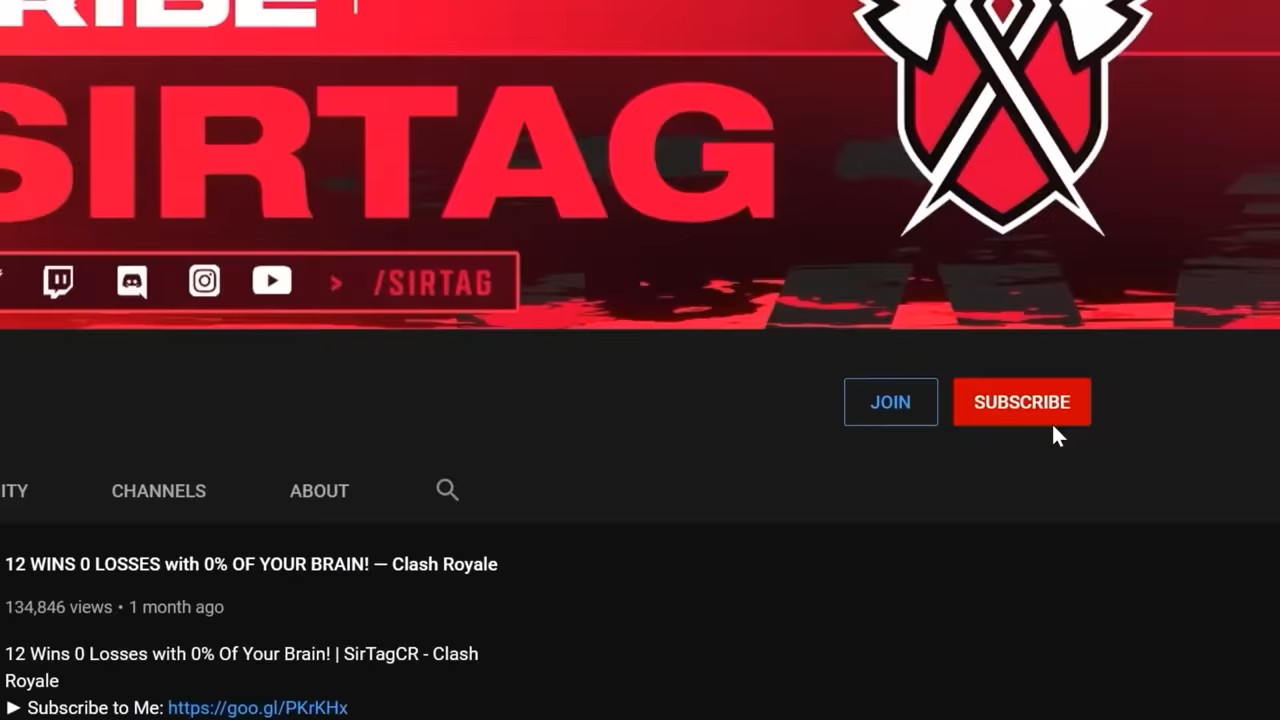 RIBE
SIRTAG
> /SIRTAG
JOIN
SUBSCRIBE
ITY
CHANNELS
ABOUT
12 WINS 0 LOSSES with 0% OF YOUR BRAIN! — Clash Royale
134,846 views • 1 month ago
12 Wins 0 Losses with 0% Of Your Brain! | SirTagCR - Clash
Royale
► Subscribe to Me: https://goo.gl/PKrKHx